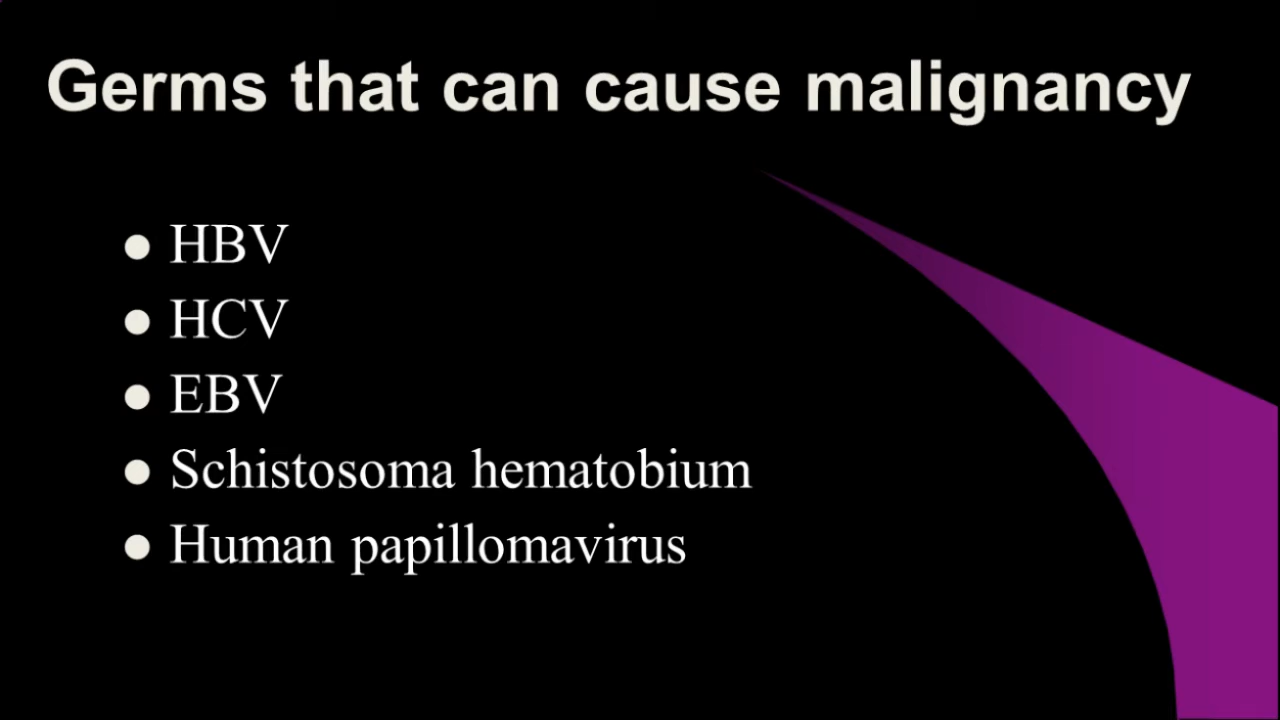 Germs that can cause malignancy
● HBV
● HCV
● EBV
● Schistosoma hematobium
● Human papillomavirus